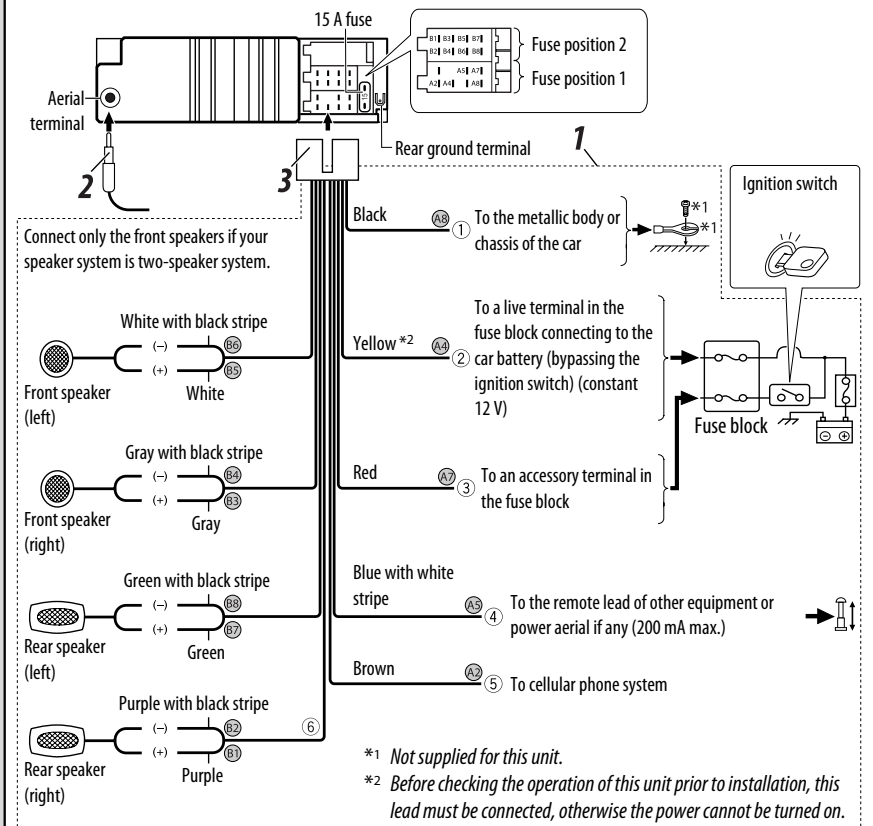 15 A fuse
B1 B3 B5 B7
B2 B4 B6 B8
A5 A7
A2 A4 A8
Fuse position 2
Fuse position 1
15
Aerial
terminal
Rear ground terminal
1
2
3
Ignition switch
Connect only the front speakers if your
speaker system is two-speaker system.
Black
A8
① To the metallic body or
chassis of the car
*1
*1
White with black stripe
(–) B6
(+) B5
White
Front speaker
(left)
Yellow *2
A4
② To a live terminal in the
fuse block connecting to the
car battery (bypassing the
ignition switch) (constant
12 V)
Fuse block
Gray with black stripe
(–) B4
(+) B3
Gray
Front speaker
(right)
Red
A7
③ To an accessory terminal in
the fuse block
Green with black stripe
(–) B8
(+) B7
Green
Rear speaker
(left)
Blue with white
stripe
A5
④ To the remote lead of other equipment or
power aerial if any (200 mA max.)
Brown
A2
⑤ To cellular phone system
Purple with black stripe
(–) B2
(+) B1
Purple
⑥
Rear speaker
(right)
*1 Not supplied for this unit.
*2 Before checking the operation of this unit prior to installation, this
lead must be connected, otherwise the power cannot be turned on.